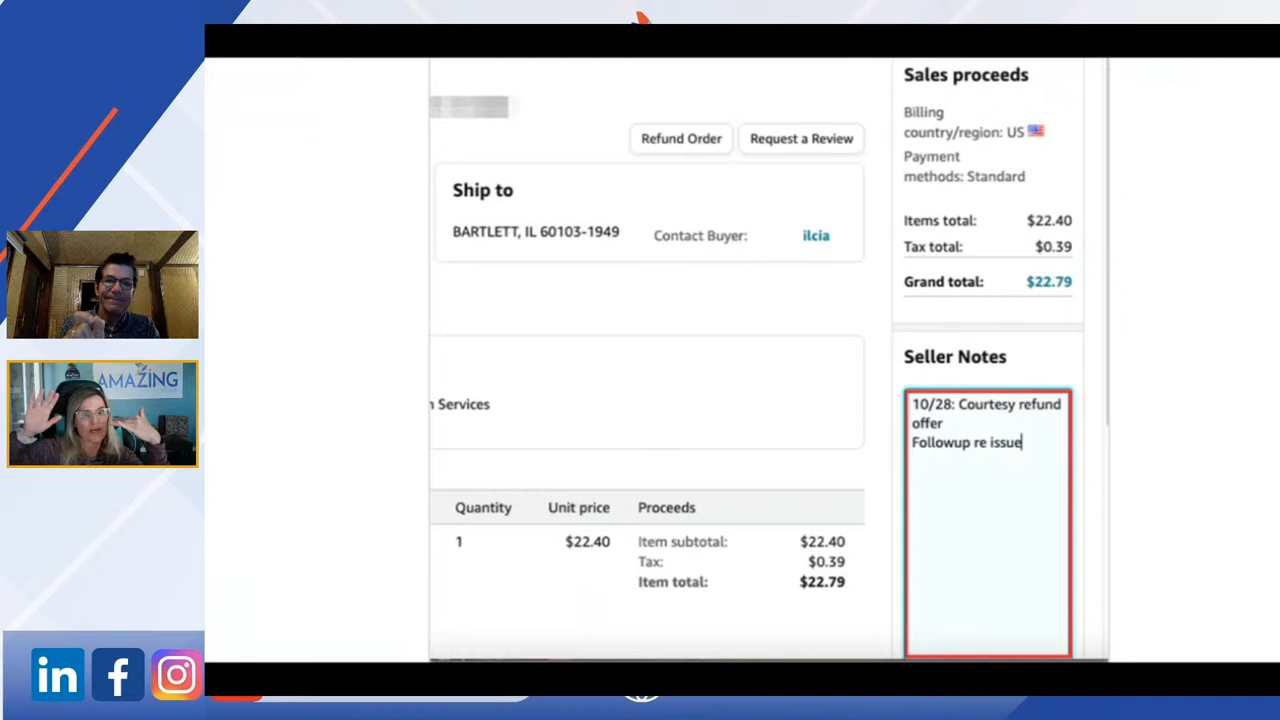 AMAZING
Refund Order
Request a Review
Ship to
BARTLETT, IL 60103-1949
Contact Buyer:
ilcia
n Services
Quantity
Unit price
Proceeds
1
$22.40
Item subtotal:
$22.40
Tax:
$0.39
Item total:
$22.79
Sales proceeds
Billing
country/region: US
Payment
methods: Standard
Items total:
$22.40
Tax total:
$0.39
Grand total:
$22.79
Seller Notes
10/28: Courtesy refund
offer
Followup re issue
in
f